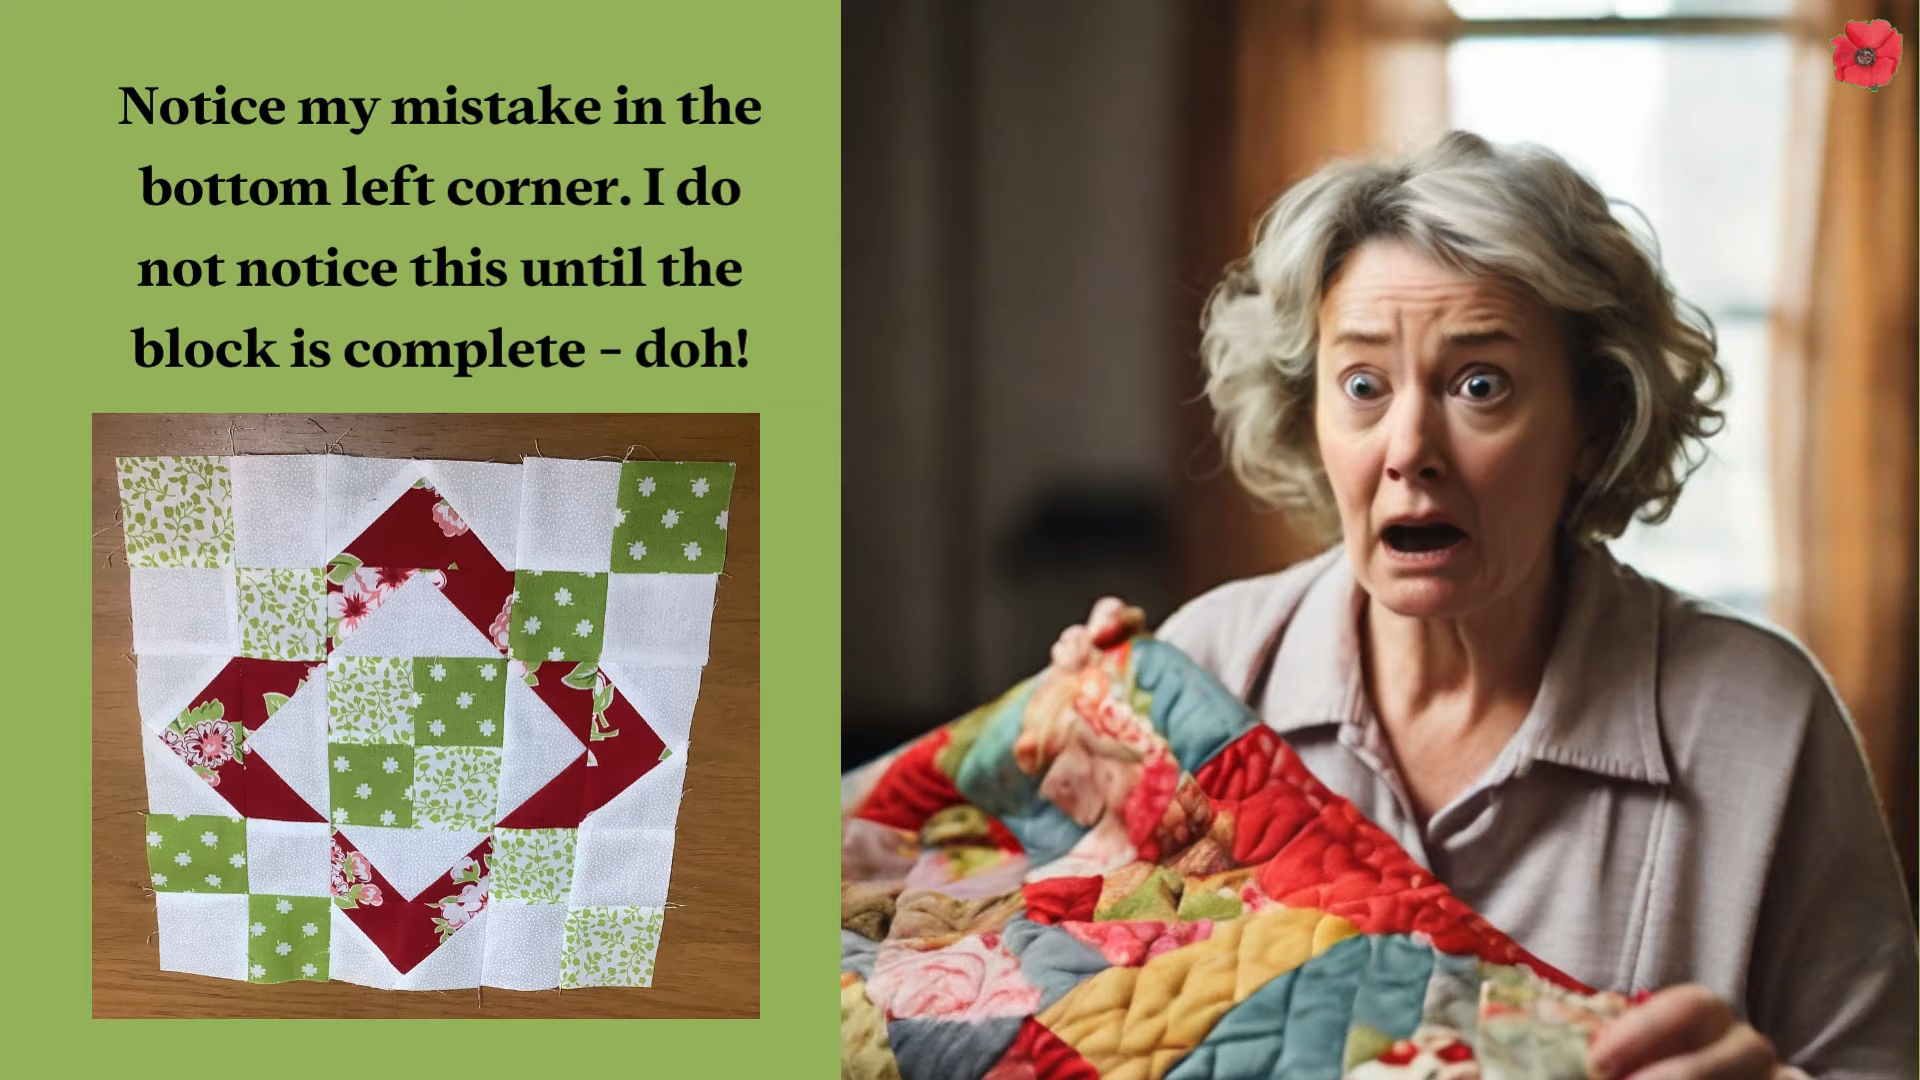 Notice my mistake in the
bottom left corner. I do
not notice this until the
block is complete – doh!